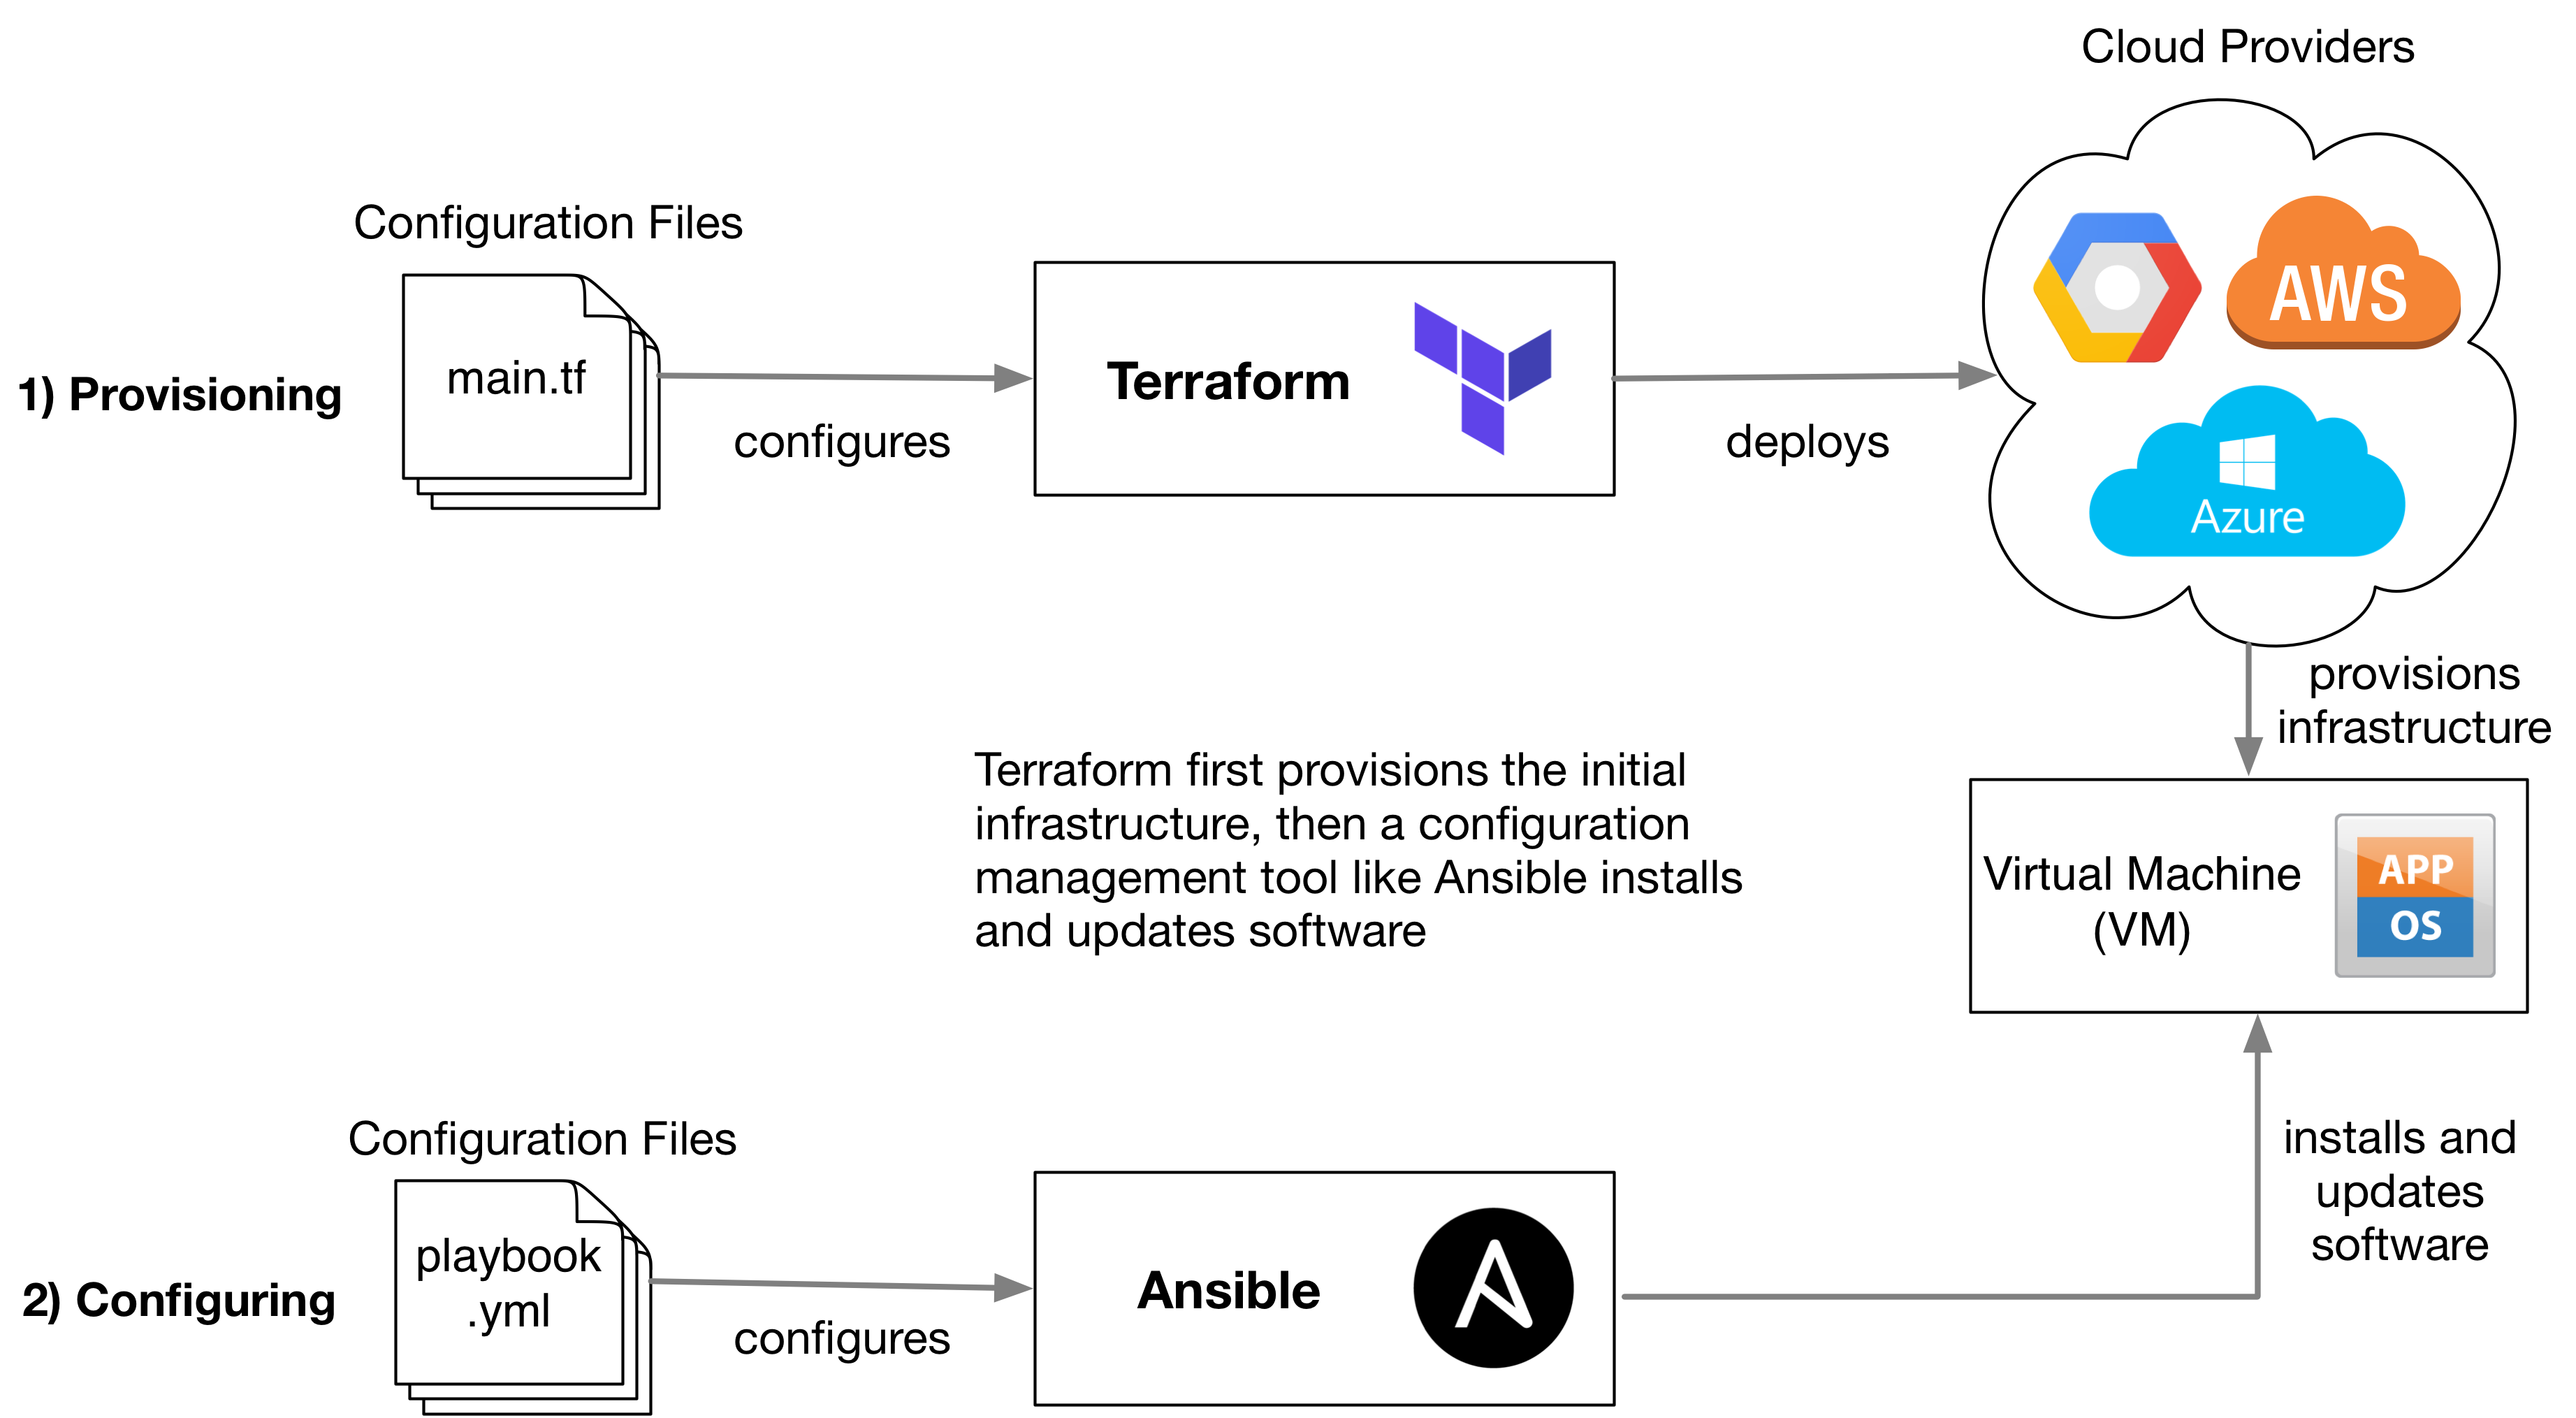 Cloud Providers
Configuration Files
main.tf
1) Provisioning
configures
Terraform
deploys
AWS
Azure
provisions
infrastructure
Terraform first provisions the initial
infrastructure, then a configuration
management tool like Ansible installs
and updates software
Virtual Machine
(VM)
APP
OS
Configuration Files
playbook
.yml
2) Configuring
configures
Ansible
installs and
updates
software